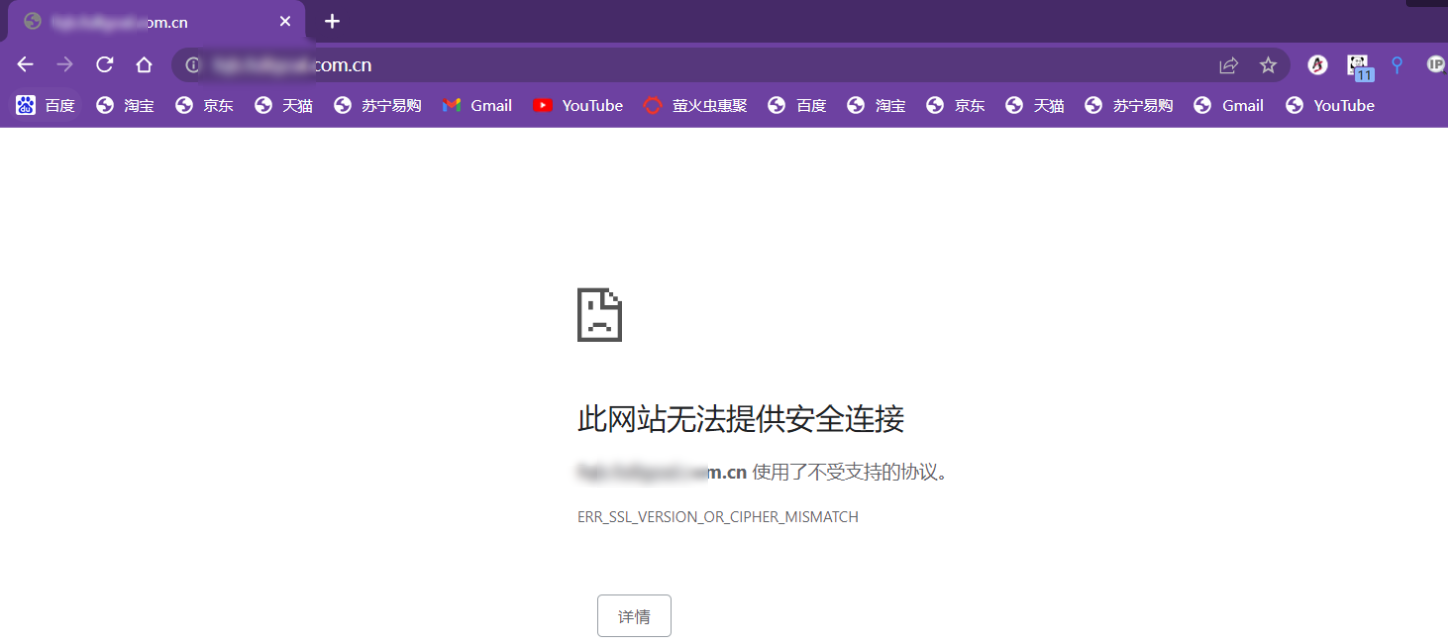 om.cn
com.cn
11 IP
百度 淘宝 京东 天猫 苏宁易购 Gmail YouTube 萤火虫惠聚 百度 淘宝 京东 天猫 苏宁易购 Gmail YouTube
此网站无法提供安全连接
m.cn 使用了不受支持的协议。
ERR_SSL_VERSION_OR_CIPHER_MISMATCH
详情